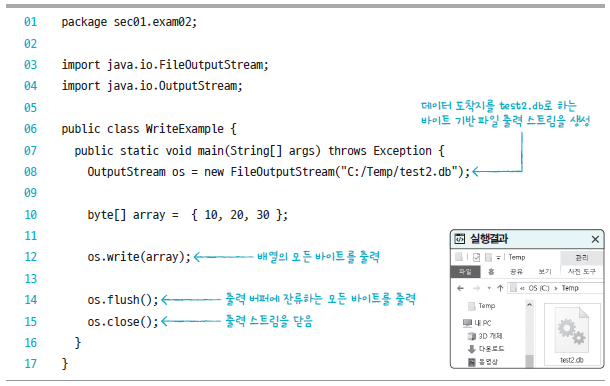 01 package sec01.exam02;
02
03 import java.io.FileOutputStream;
04 import java.io.OutputStream;
05
데이터 도착지를 test2.db로 하는
바이트 기반 파일 출력 스트림을 생성
06 public class WriteExample {
07 public static void main(String[] args) throws Exception {
08 OutputStream os = new FileOutputStream("C:/Temp/test2.db");
09
10 byte[] array = { 10, 20, 30 };
11
12 os.write(array); 배열의 모든 바이트를 출력
13
14 os.flush(); 출력 버퍼에 잔류하는 모든 바이트를 출력
15 os.close(); 출력 스트림을 닫음
16 }
17 }
실행결과
Temp 관리
파일 홈 공유 보기 사진 도구
« OS (C:) > Temp
Temp
내 PC
3D 개체
다운로드
동영상
test2.db